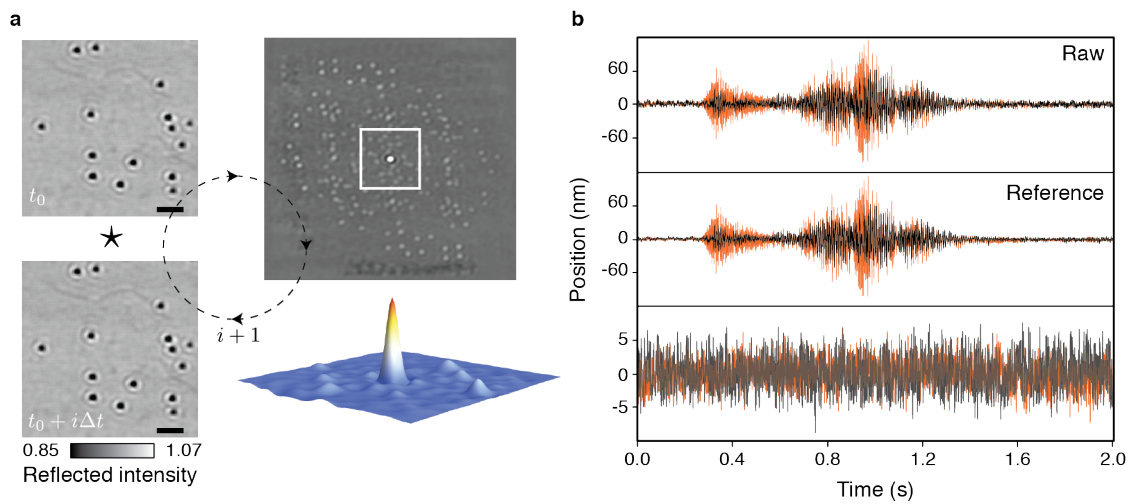 a
t₀
★
t₀ + iΔt
0.85
1.07
Reflected intensity
i + 1
b
Raw
Reference
Position (nm)
60
0
-60
60
0
-60
5
0
-5
0.0
0.4
0.8
1.2
1.6
2.0
Time (s)